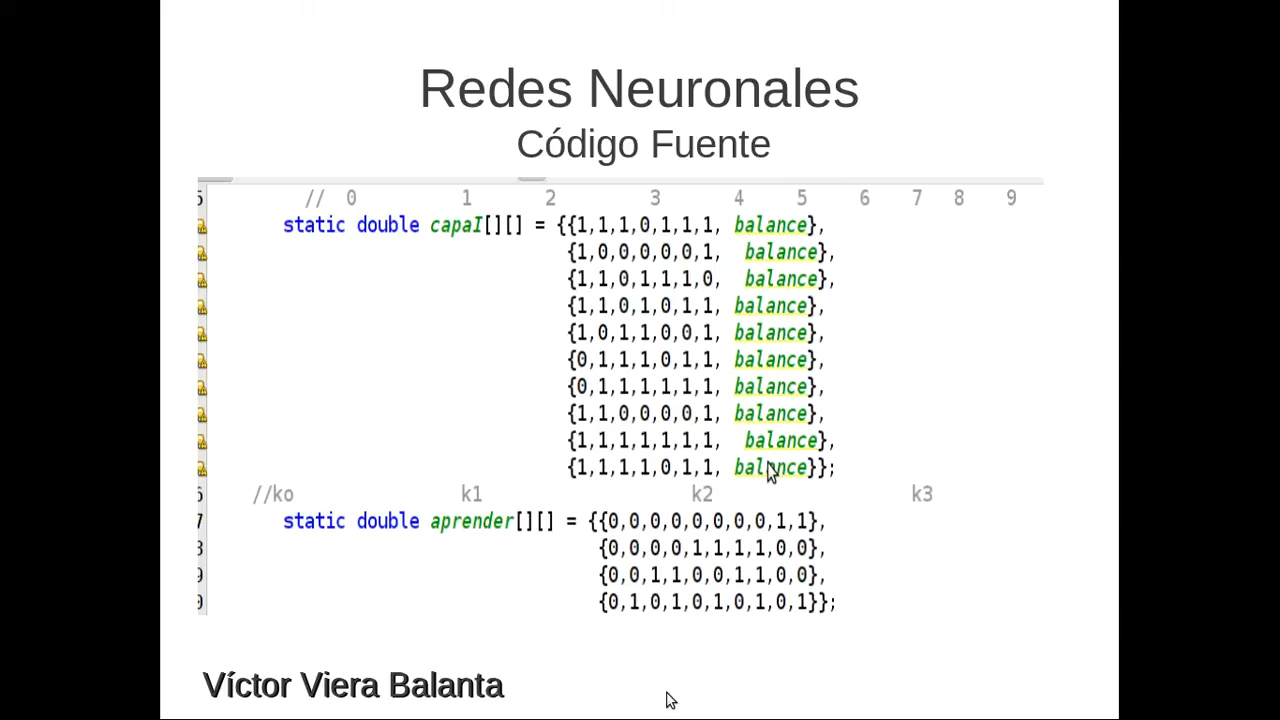 Redes Neuronales
Código Fuente
5 // 0 1 2 3 4 5 6 7 8 9
static double capaI[][] = {{1,1,1,0,1,1,1, balance},
{1,0,0,0,0,0,1, balance},
{1,1,0,1,1,1,0, balance},
{1,1,0,1,0,1,1, balance},
{1,0,1,1,0,0,1, balance},
{0,1,1,1,0,1,1, balance},
{0,1,1,1,1,1,1, balance},
{1,1,0,0,0,0,1, balance},
{1,1,1,1,1,1,1, balance},
{1,1,1,1,0,1,1, balance}};
6 //ko k1 k2 k3
7 static double aprender[][] = {{0,0,0,0,0,0,0,0,1,1},
8 {0,0,0,0,1,1,1,1,0,0},
9 {0,0,1,1,0,0,1,1,0,0},
0 {0,1,0,1,0,1,0,1,0,1}};
Víctor Viera Balanta